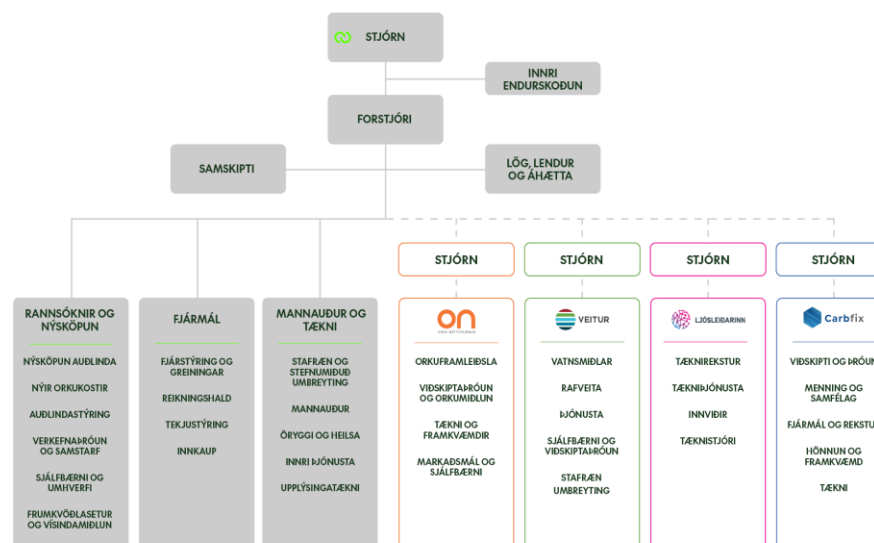 STJÓRN
INNRI
ENDURSKOÐUN
FORSTJÓRI
SAMSKIPTI
LÖG, LENDUR
OG ÁHÆTTA
STJÓRN
STJÓRN
STJÓRN
STJÓRN
RANNSÓKNIR OG
NÝSKÖPUN
NÝSKÖPUN AUÐLINDA
NÝIR ORKUKOSTIR
AUÐLINDASTÝRING
VERKEFNAÞRÓUN
OG SAMSTARF
SJÁLFBÆRNI OG
UMHVERFI
FRUMKVÖÐLASETUR
OG VÍSINDAMIÐLUN
FJÁRMÁL
FJÁRSTÝRING OG
GREININGAR
REIKNINGSHALD
TEKJUSTÝRING
INNKAUP
MANNAUÐUR OG
TÆKNI
STAFRÆN OG
STEFNUMIÐUÐ
UMBREYTING
MANNAUÐUR
ÖRYGGI OG HEILSA
INNRI ÞJÓNUSTA
UPPLÝSINGATÆKNI
on
ORKUFRAMLEIÐSLA
VIÐSKIPTAÞRÓUN
OG ORKUMIÐLUN
TÆKNI OG
FRAMKVÆMDIR
MARKAÐSMÁL OG
SJÁLFBÆRNI
VEITUR
VATNSMIÐLAR
RAFVEITA
ÞJÓNUSTA
SJÁLFBÆRNI OG
VIÐSKIPTAÞRÓUN
STAFRÆN
UMBREYTING
LJÓSLEIÐARINN
TÆKNIREKSTUR
TÆKNIÞJÓNUSTA
INNVIÐIR
TÆKNISTJÓRI
Carbfix
VIÐSKIPTI OG ÞRÓUN
MENNING OG
SAMFÉLAG
FJÁRMÁL OG REKSTU
HÖNNUN OG
FRAMKVÆMD
TÆKNI